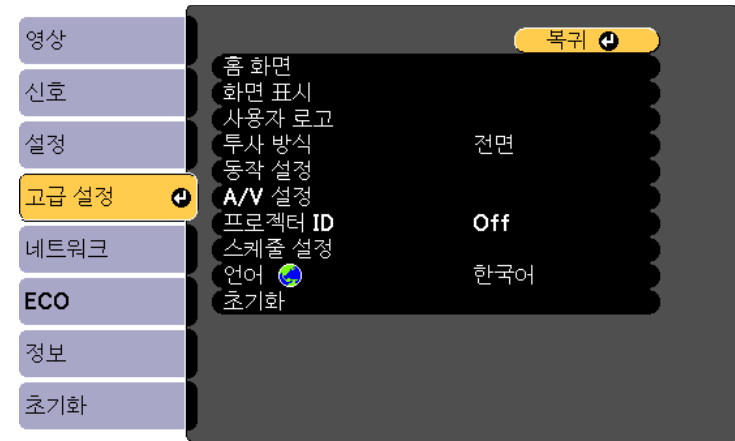 영상
신호
설정
고급 설정
네트워크
ECO
정보
초기화
복귀
홈 화면
화면 표시
사용자 로고
투사 방식 전면
동작 설정
A/V 설정
프로젝터 ID Off
스케줄 설정
언어 한국어
초기화